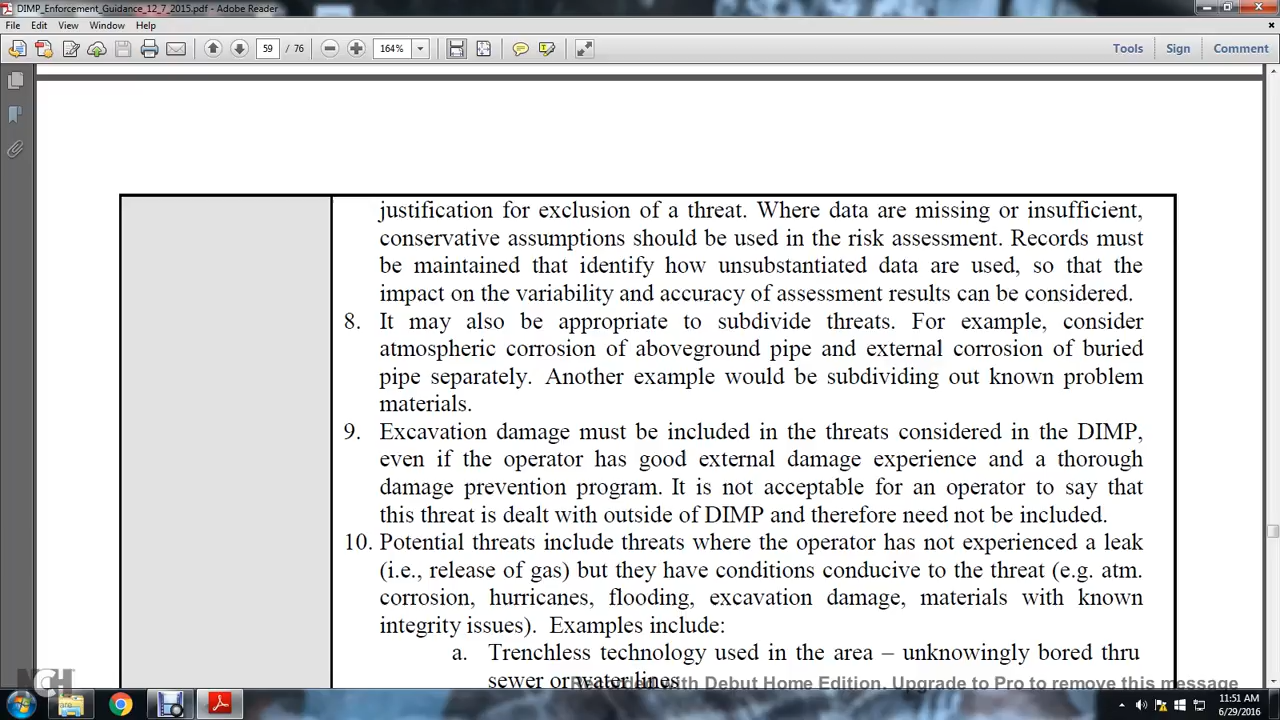 DIMP_Enforcement_Guidance_12_7_2015.pdf - Adobe Reader
File Edit View Window Help
59 / 76 164% Tools Sign Comment
justification for exclusion of a threat. Where data are missing or insufficient,
conservative assumptions should be used in the risk assessment. Records must
be maintained that identify how unsubstantiated data are used, so that the
impact on the variability and accuracy of assessment results can be considered.
8. It may also be appropriate to subdivide threats. For example, consider
atmospheric corrosion of aboveground pipe and external corrosion of buried
pipe separately. Another example would be subdividing out known problem
materials.
9. Excavation damage must be included in the threats considered in the DIMP,
even if the operator has good external damage experience and a thorough
damage prevention program. It is not acceptable for an operator to say that
this threat is dealt with outside of DIMP and therefore need not be included.
10. Potential threats include threats where the operator has not experienced a leak
(i.e., release of gas) but they have conditions conducive to the threat (e.g. atm.
corrosion, hurricanes, flooding, excavation damage, materials with known
integrity issues). Examples include:
a. Trenchless technology used in the area – unknowingly bored thru
sewer or water lines
Recorded with Debut Home Edition. Upgrade to Pro to remove this message
NCH
11:51 AM
6/29/2016